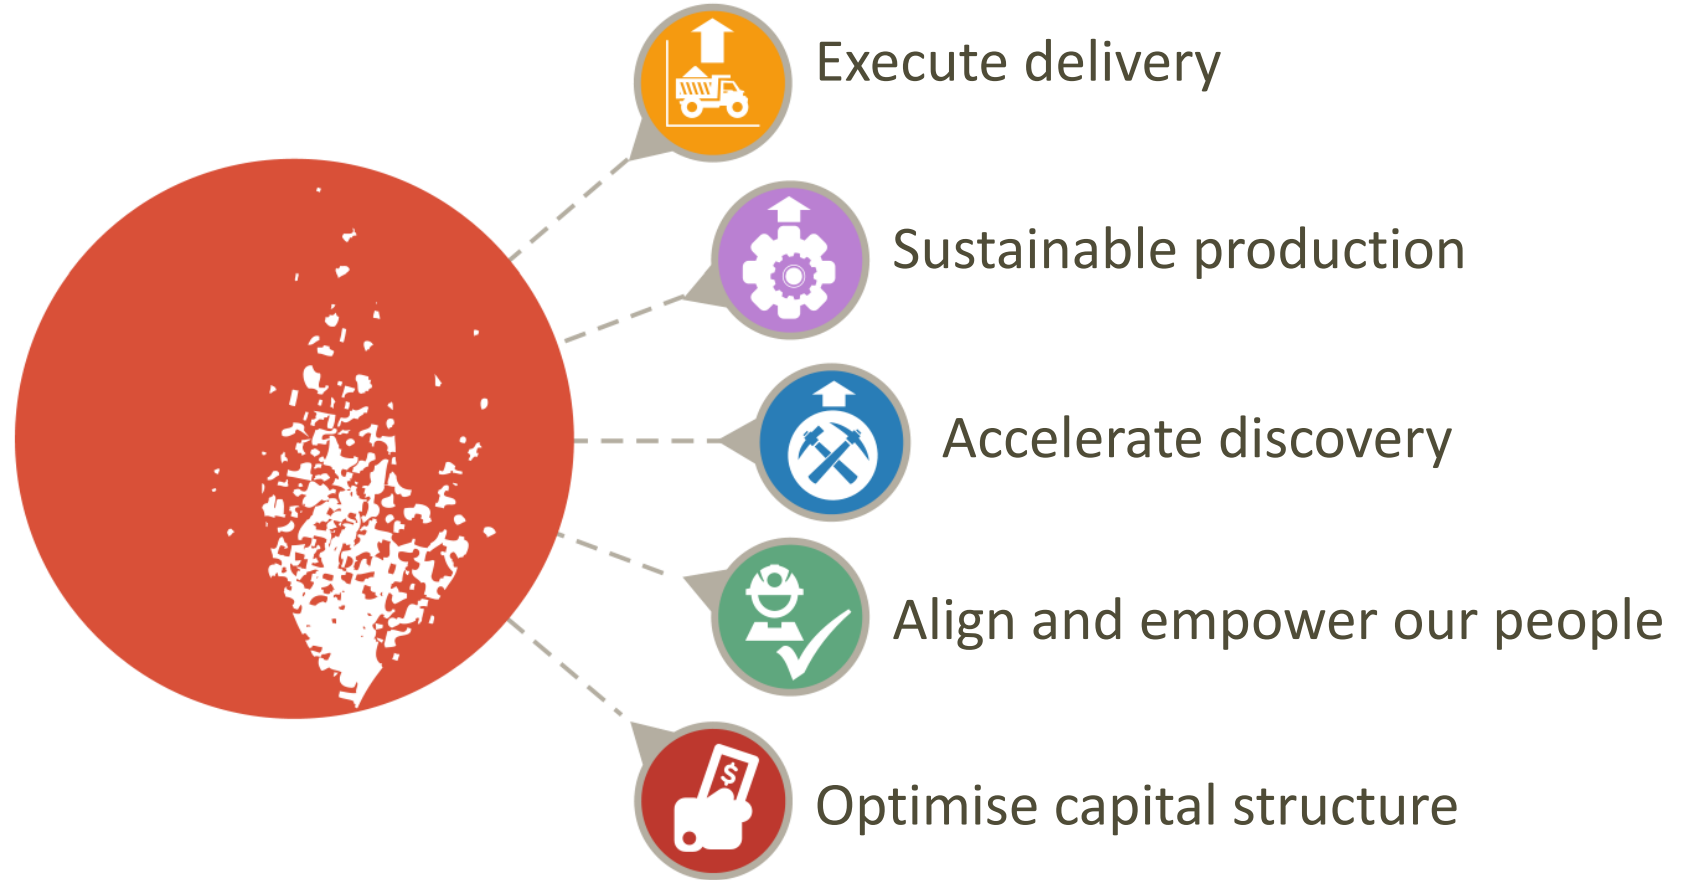 Execute delivery
Sustainable production
Accelerate discovery
Align and empower our people
$
Optimise capital structure